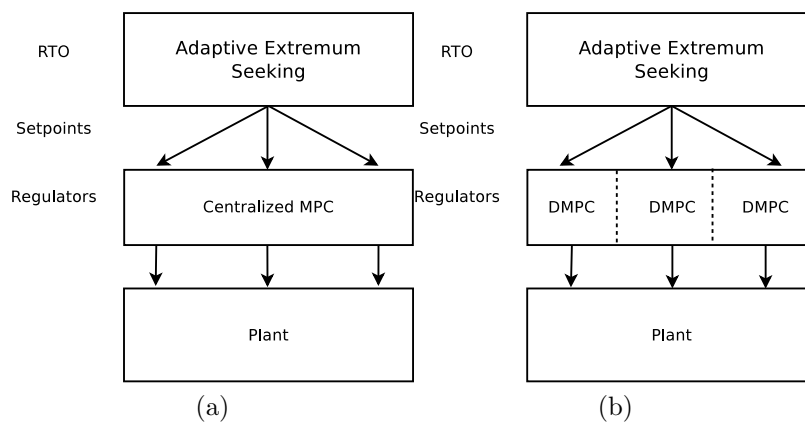 RTO
Adaptive Extremum
Seeking
Setpoints
Regulators
Centralized MPC
Plant
(a)
RTO
Adaptive Extremum
Seeking
Setpoints
Regulators
DMPC
DMPC
DMPC
Plant
(b)